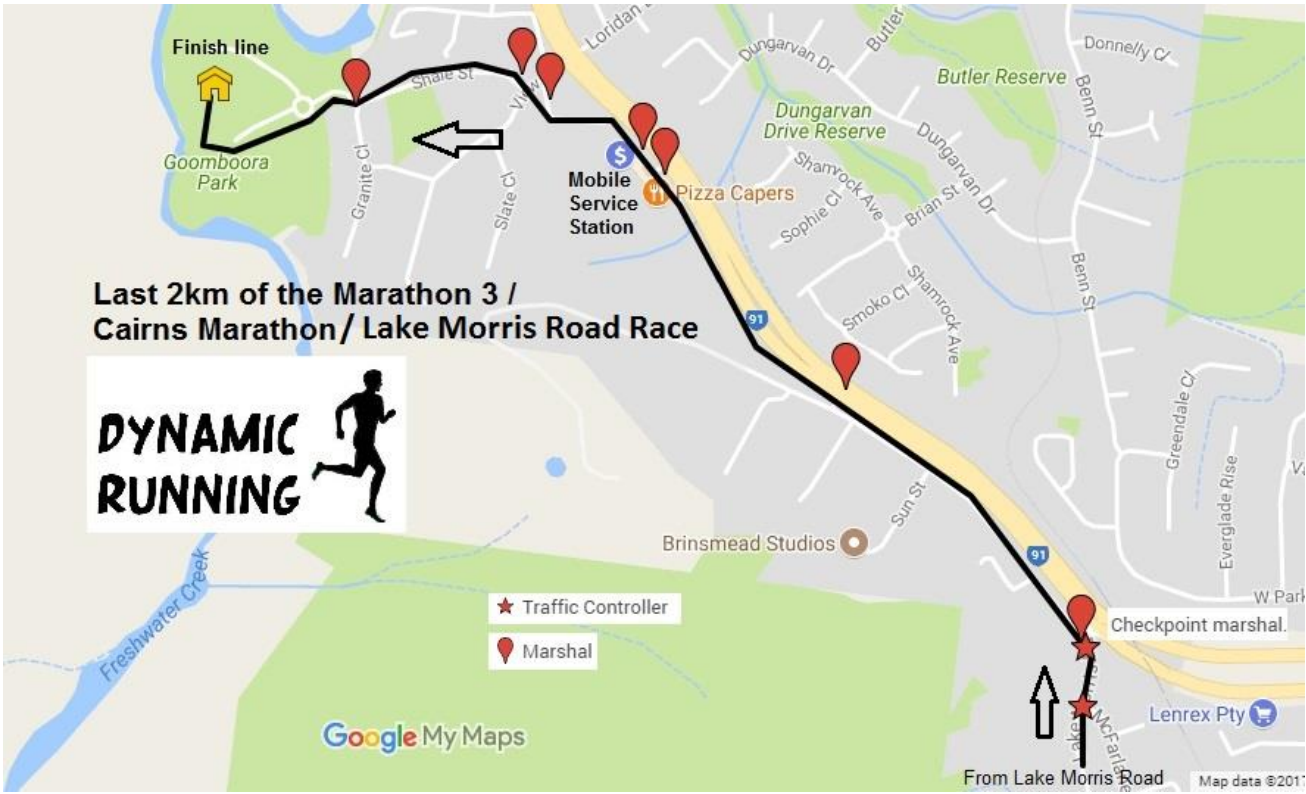 Finish line
Loridan
Butler
Dungarvan Dr
Donnelly Cl
Butler Reserve
Benn St
Shale St
View
Dungarvan
Drive Reserve
Dungarvan Dr
Goomboora
Park
Granite Cl
Slate Cl
$
Mobile
Service
Station
Pizza Capers
Shamrock Ave
Sophie Cl
Brian St
Benn St
Last 2km of the Marathon 3 /
Cairns Marathon/ Lake Morris Road Race
91
Smoko Cl
Shamrock Ave
DYNAMIC
RUNNING
Greendale Cl
Everglade Rise
Sun St
Brinsmead Studios
91
Freshwater Creek
W Park
Traffic Controller
Marshal
Checkpoint marshal.
Google My Maps
Lake
McFarlane
Lenrex Pty
From Lake Morris Road
Map data ©2017